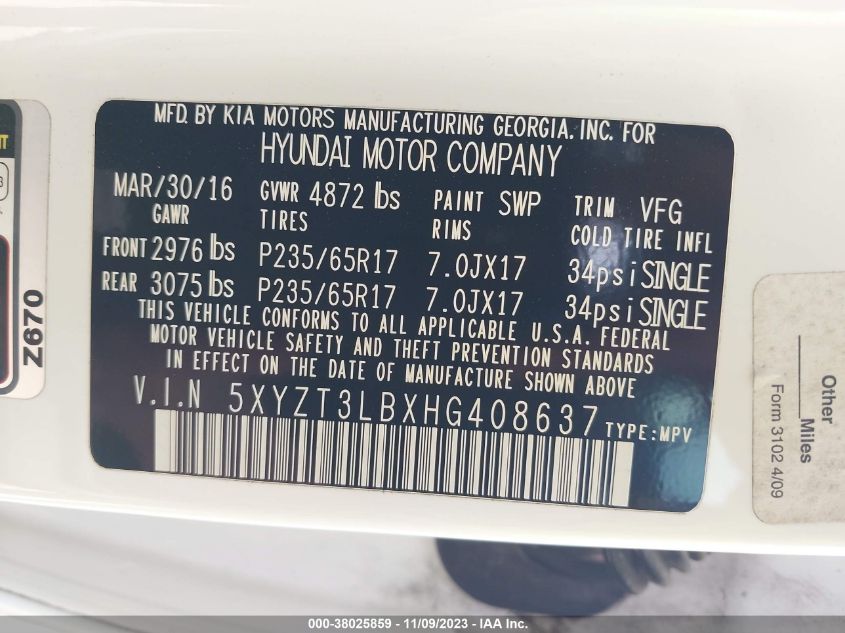 MFD. BY KIA MOTORS MANUFACTURING GEORGIA. INC. FOR
HYUNDAI MOTOR COMPANY
MAR/30/16 GVWR 4872 lbs PAINT SWP TRIM VFG
GAWR TIRES RIMS COLD TIRE INFL
FRONT 2976 lbs P235/65R17 7.0JX17 34psi SINGLE
REAR 3075 lbs P235/65R17 7.0JX17 34psi SINGLE
THIS VEHICLE CONFORMS TO ALL APPLICABLE U.S.A. FEDERAL
MOTOR VEHICLE SAFETY AND THEFT PREVENTION STANDARDS
IN EFFECT ON THE DATE OF MANUFACTURE SHOWN ABOVE
V.I.N 5XYZT3LBXHG408637 TYPE:MPV
Z670
Other
Miles
Form 3102 4/09
000-38025859 - 11/09/2023 - IAA Inc.